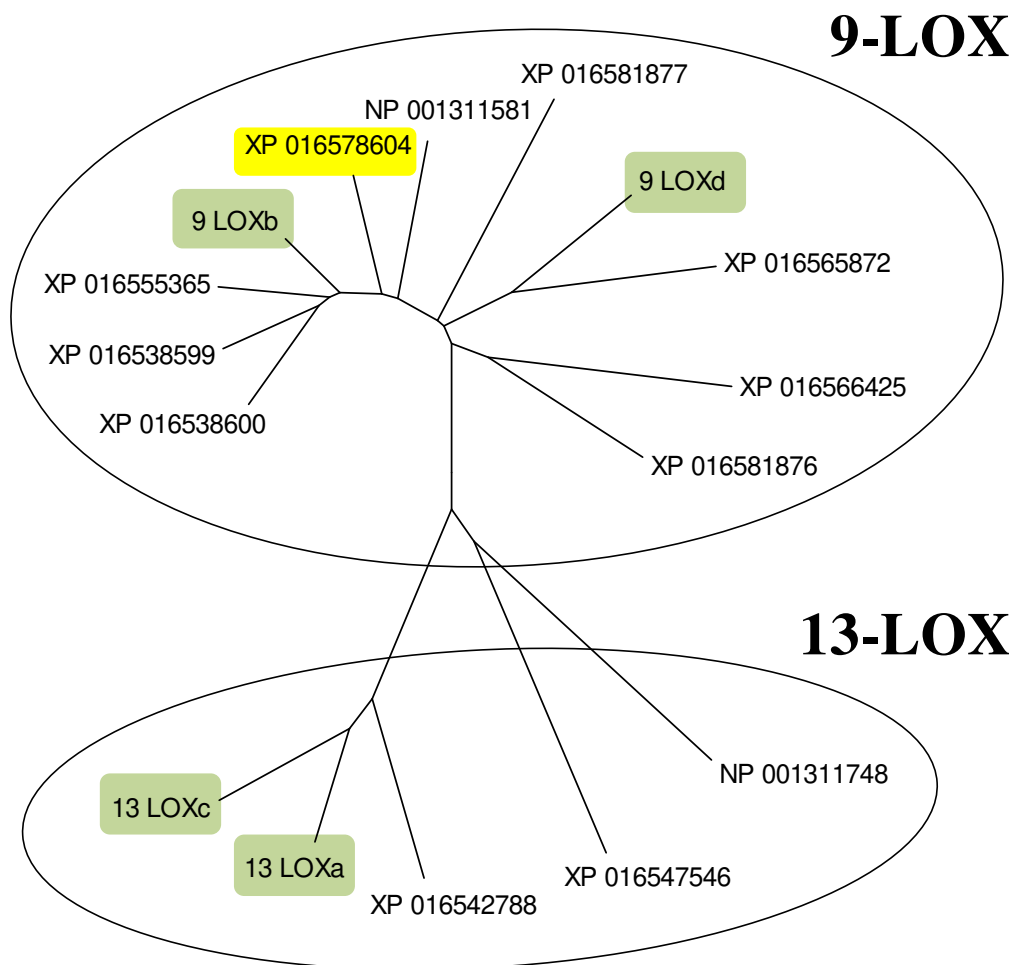 9-LOX
XP 016581877
NP 001311581
XP 016578604
9 LOXd
9 LOXb
XP 016565872
XP 016555365
XP 016538599
XP 016566425
XP 016538600
XP 016581876
13-LOX
NP 001311748
13 LOXc
13 LOXa
XP 016547546
XP 016542788